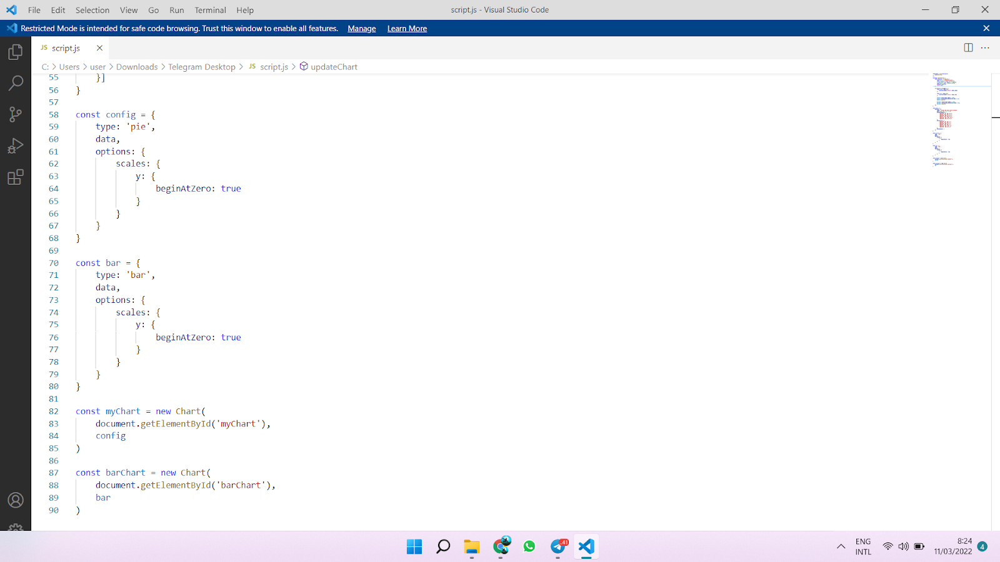 File Edit Selection View Go Run Terminal Help script.js - Visual Studio Code
Restricted Mode is intended for safe code browsing. Trust this window to enable all features. Manage Learn More
JS script.js
C: > Users > user > Downloads > Telegram Desktop > JS script.js > updateChart
55 }]
56 }
57
58 const config = {
59 type: 'pie',
60 data,
61 options: {
62 scales: {
63 y: {
64 beginAtZero: true
65 }
66 }
67 }
68 }
69
70 const bar = {
71 type: 'bar',
72 data,
73 options: {
74 scales: {
75 y: {
76 beginAtZero: true
77 }
78 }
79 }
80 }
81
82 const myChart = new Chart(
83 document.getElementById('myChart'),
84 config
85 )
86
87 const barChart = new Chart(
88 document.getElementById('barChart'),
89 bar
90 )
41
ENG
INTL
8:24
11/03/2022
4